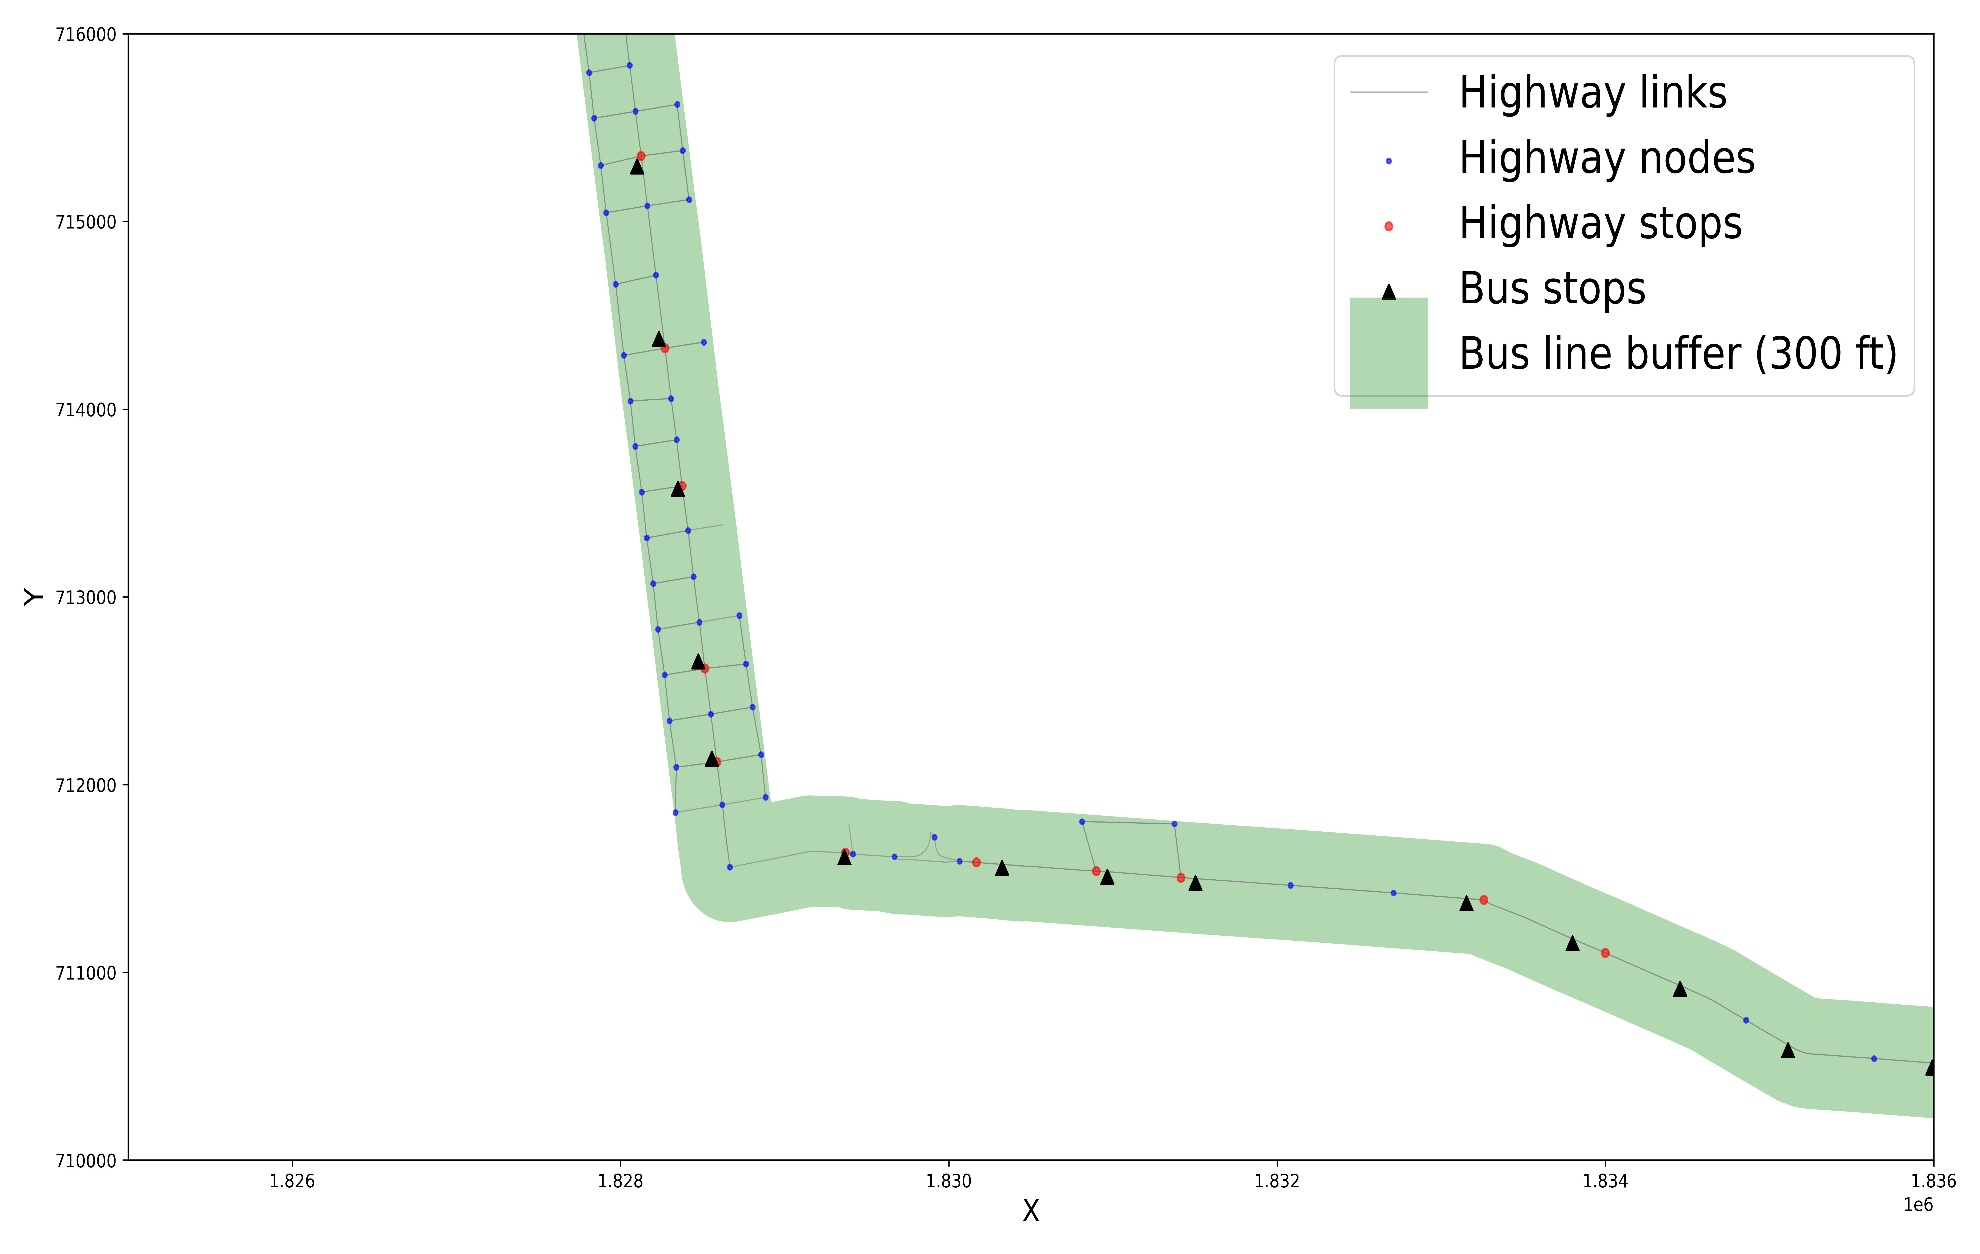 716000
715000
714000
713000
712000
711000
710000
Y
1.826
1.828
1.830
1.832
1.834
1.836
1e6
X
Highway links
Highway nodes
Highway stops
Bus stops
Bus line buffer (300 ft)